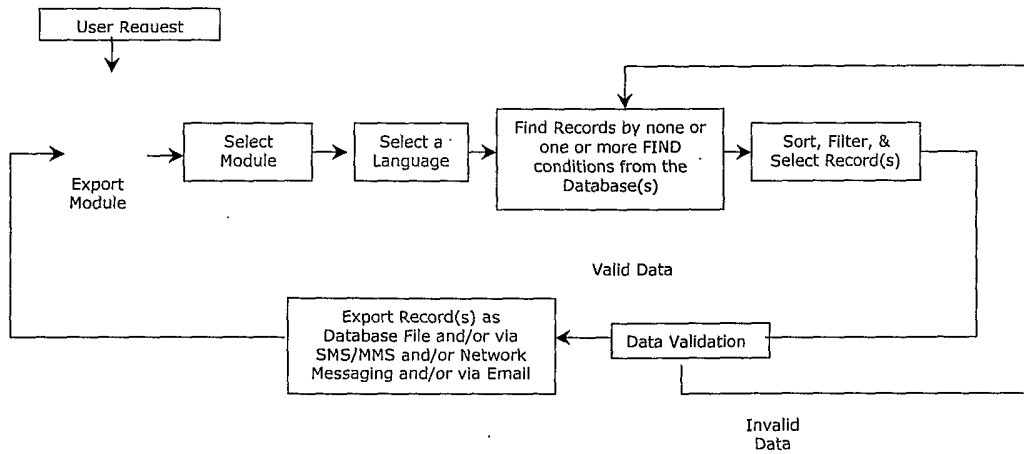 User Request
Select
Module
Select a
Language
Find Records by none or
one or more FIND
conditions from the
Database(s)
Sort, Filter, &
Select Record(s)
Export
Module
Valid Data
Export Record(s) as
Database File and/or via
SMS/MMS and/or Network
Messaging and/or via Email
Data Validation
Invalid
Data